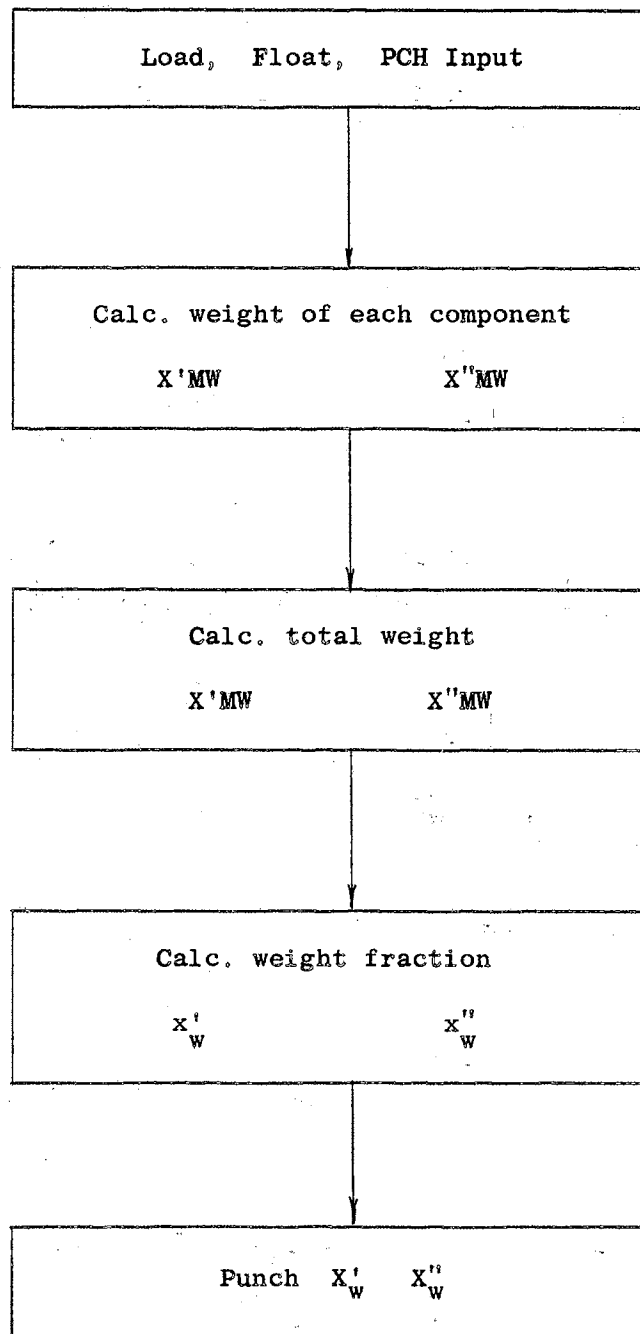 Load, Float, PCH Input
Calc. weight of each component
X'MW X"MW
Calc. total weight
X'MW X"MW
Calc. weight fraction
x'w x"w
Punch X'w X"w